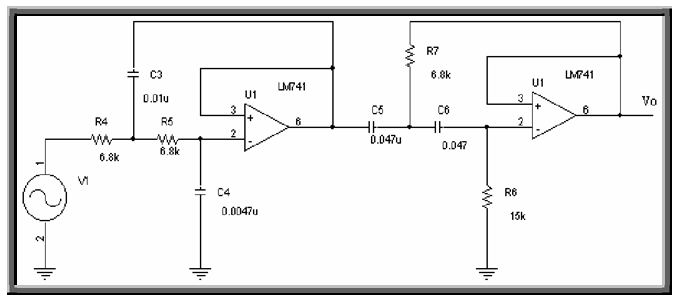 C3
0.01u
R4
6.8k
R5
6.8k
1
V1
2
C4
0.0047u
U1
LM741
3
+
2
-
6
C5
0.047u
R7
6.8k
C6
0.047
R6
15k
U1
LM741
3
+
2
-
6
Vo